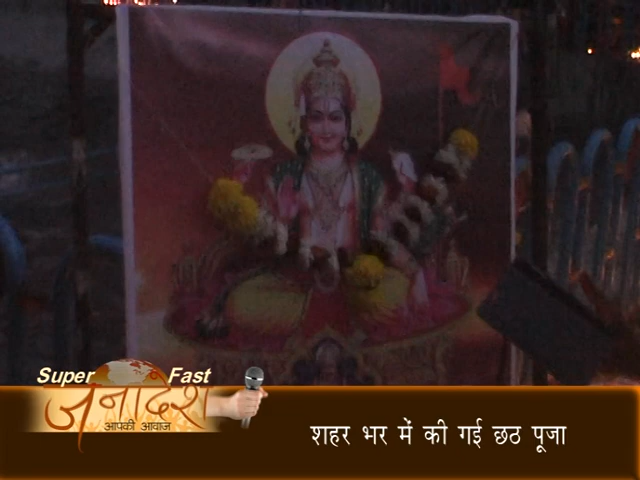 Super Fast
जनादेश
आपकी आवाज
शहर भर में की गई छठ पूजा